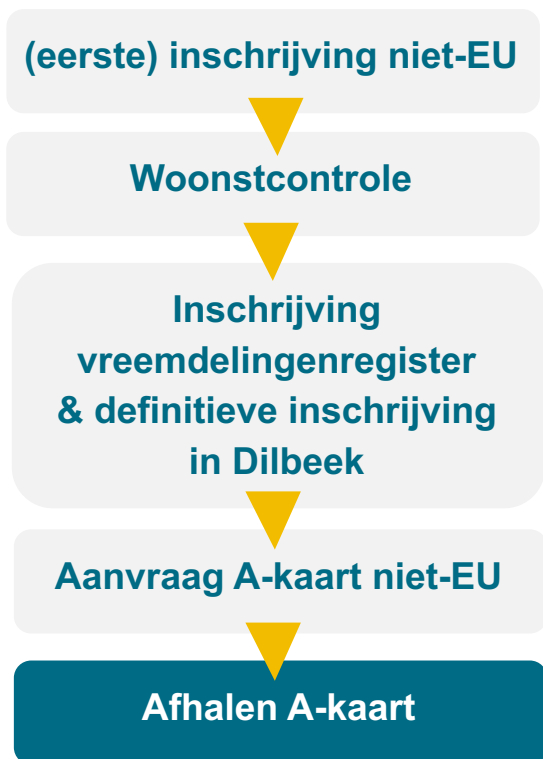 (eerste) inschrijving niet-EU
Woonstcontrole
Inschrijving
vreemdelingenregister
& definitieve inschrijving
in Dilbeek
Aanvraag A-kaart niet-EU
Afhalen A-kaart